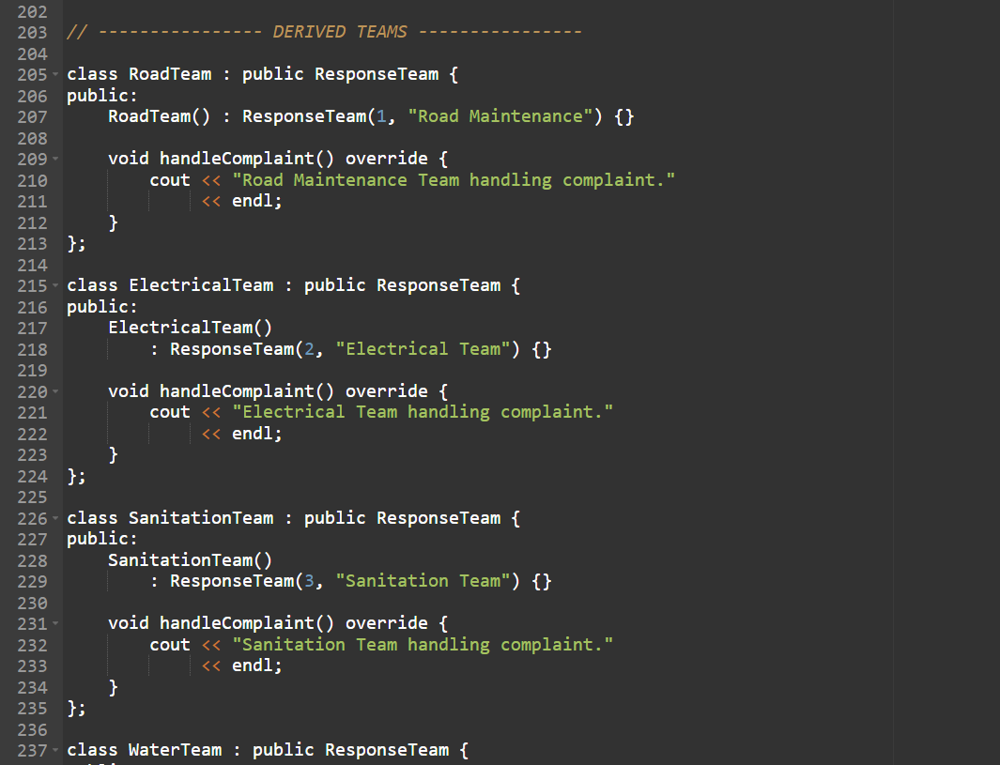 202
203 // ---------------- DERIVED TEAMS ----------------
204
205 class RoadTeam : public ResponseTeam {
206 public:
207     RoadTeam() : ResponseTeam(1, "Road Maintenance") {}
208
209     void handleComplaint() override {
210         cout << "Road Maintenance Team handling complaint."
211              << endl;
212     }
213 };
214
215 class ElectricalTeam : public ResponseTeam {
216 public:
217     ElectricalTeam()
218         : ResponseTeam(2, "Electrical Team") {}
219
220     void handleComplaint() override {
221         cout << "Electrical Team handling complaint."
222              << endl;
223     }
224 };
225
226 class SanitationTeam : public ResponseTeam {
227 public:
228     SanitationTeam()
229         : ResponseTeam(3, "Sanitation Team") {}
230
231     void handleComplaint() override {
232         cout << "Sanitation Team handling complaint."
233              << endl;
234     }
235 };
236
237 class WaterTeam : public ResponseTeam {